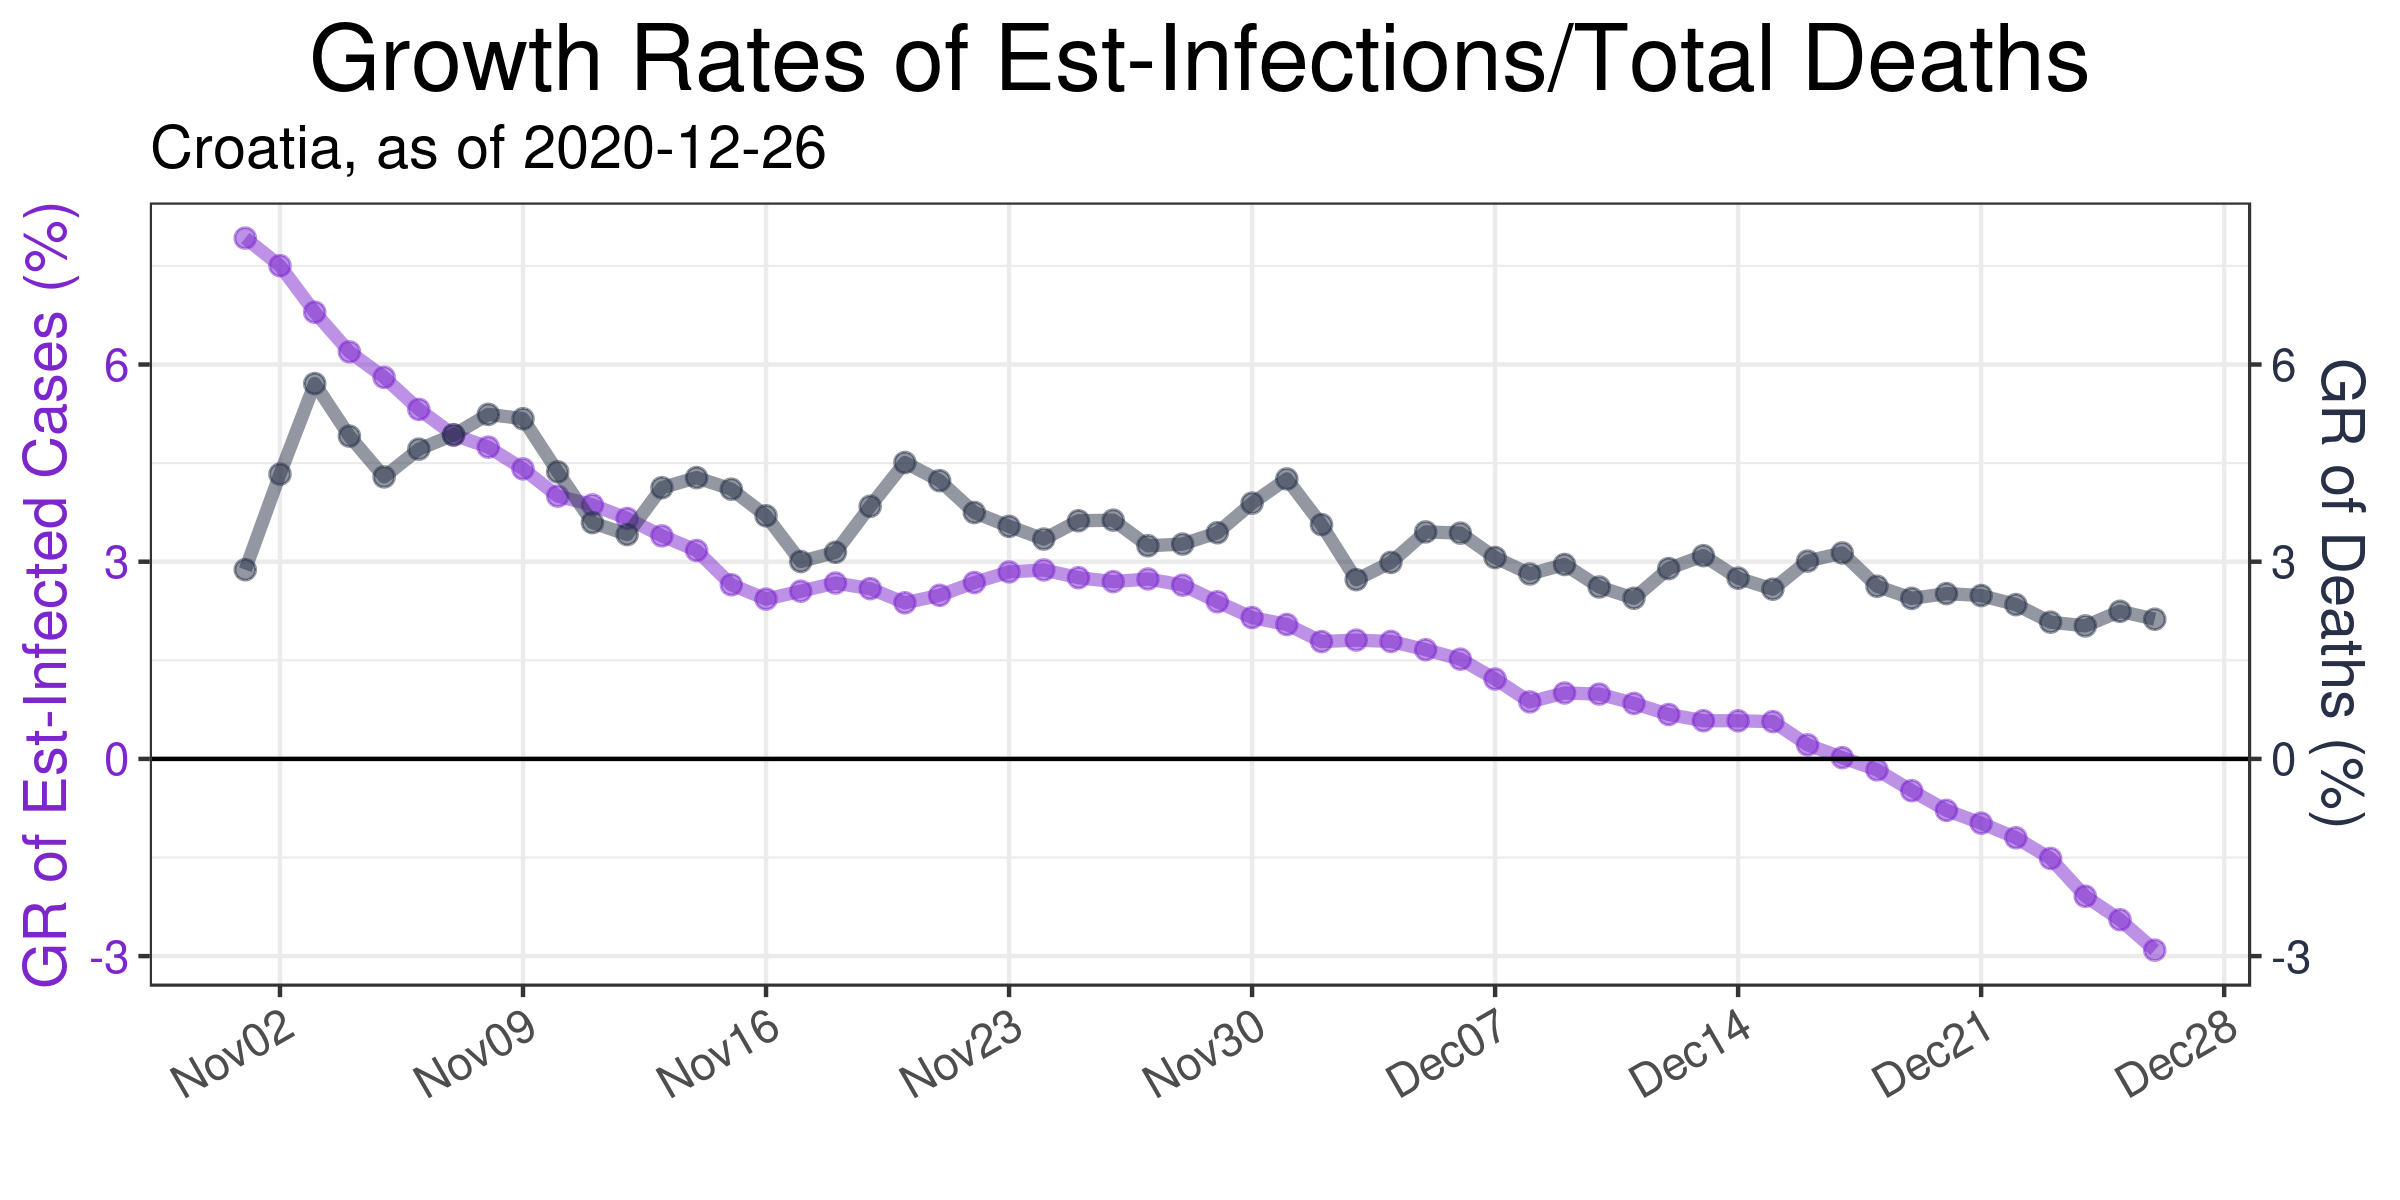 Growth Rates of Est-Infections/Total Deaths
Croatia, as of 2020-12-26
GR of Est-Infected Cases (%)
6
3
0
-3
6
3
0
-3
GR of Deaths (%)
Nov02
Nov09
Nov16
Nov23
Nov30
Dec07
Dec14
Dec21
Dec28